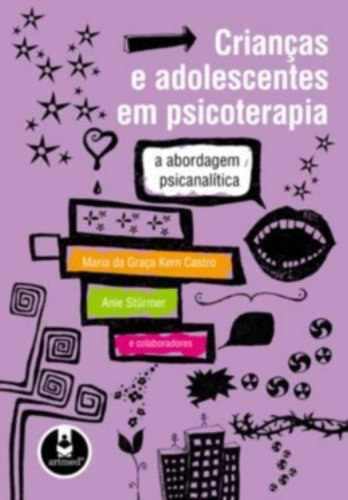 Crianças
e adolescentes
em psicoterapia
a abordagem
psicanalítica
Maria da Graça Kern Castro
Anie Stürmer
e colaboradores
artmed